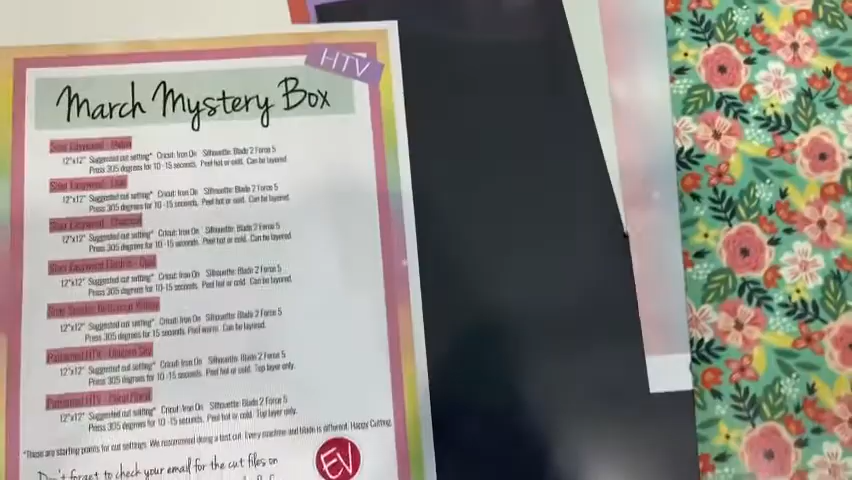 HTV
March Mystery Box
12"x12" Suggested cut setting* Cricut: Iron On Silhouette: Blade 2 Force 5
Press 305 degrees for 10-15 seconds. Peel hot or cold. Can be layered.
12"x12" Suggested cut setting* Cricut: Iron On Silhouette: Blade 2 Force 5
Press 305 degrees for 10-15 seconds. Peel hot or cold. Can be layered.
12"x12" Suggested cut setting* Cricut: Iron On Silhouette: Blade 2 Force 5
Press 305 degrees for 10-15 seconds. Peel hot or cold. Can be layered.
Electric
12"x12" Suggested cut setting* Cricut: Iron On Silhouette: Blade 2 Force 5
Press 305 degrees for 10-15 seconds. Peel hot or cold. Can be layered.
12"x12" Suggested cut setting* Cricut: Iron On Silhouette: Blade 2 Force 5
Press 305 degrees for 15 seconds. Peel warm. Can be layered.
Patterned HTV - Unicorn Sky
12"x12" Suggested cut setting* Cricut: Iron On Silhouette: Blade 2 Force 5
Press 305 degrees for 10-15 seconds. Peel hot or cold. Top layer only.
Patterned HTV - Floral
12"x12" Suggested cut setting* Cricut: Iron On Silhouette: Blade 2 Force 5
Press 305 degrees for 10-15 seconds. Peel hot or cold. Top layer only.
*These are starting points for cut settings. We recommend doing a test cut. Every machine and blade is different. Happy Cutting.
Don't forget to check your email for the cut files on
EV